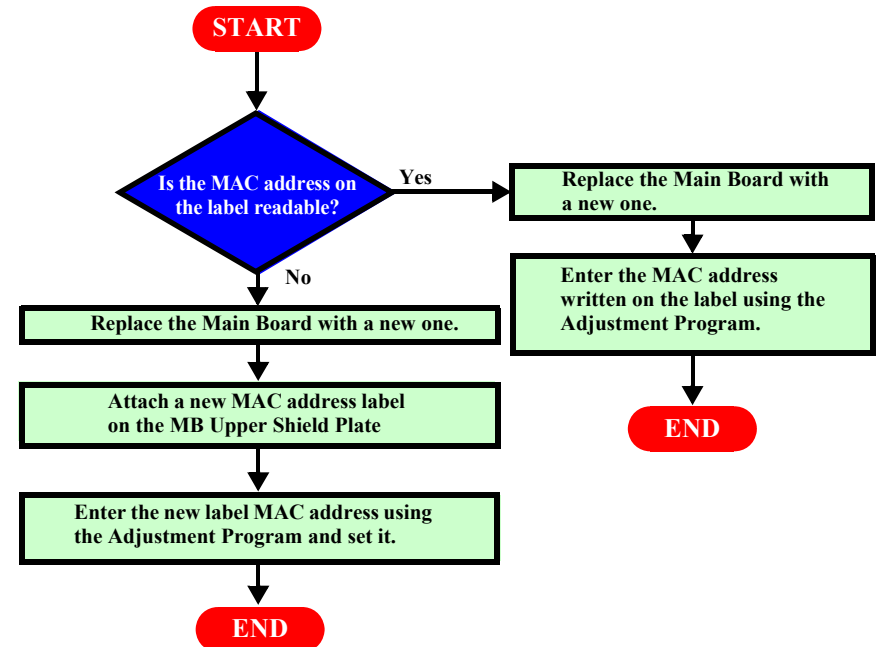 START
Is the MAC address on
the label readable?
Yes
Replace the Main Board with
a new one.
Enter the MAC address
written on the label using the
Adjustment Program.
END
No
Replace the Main Board with a new one.
Attach a new MAC address label
on the MB Upper Shield Plate
Enter the new label MAC address using
the Adjustment Program and set it.
END